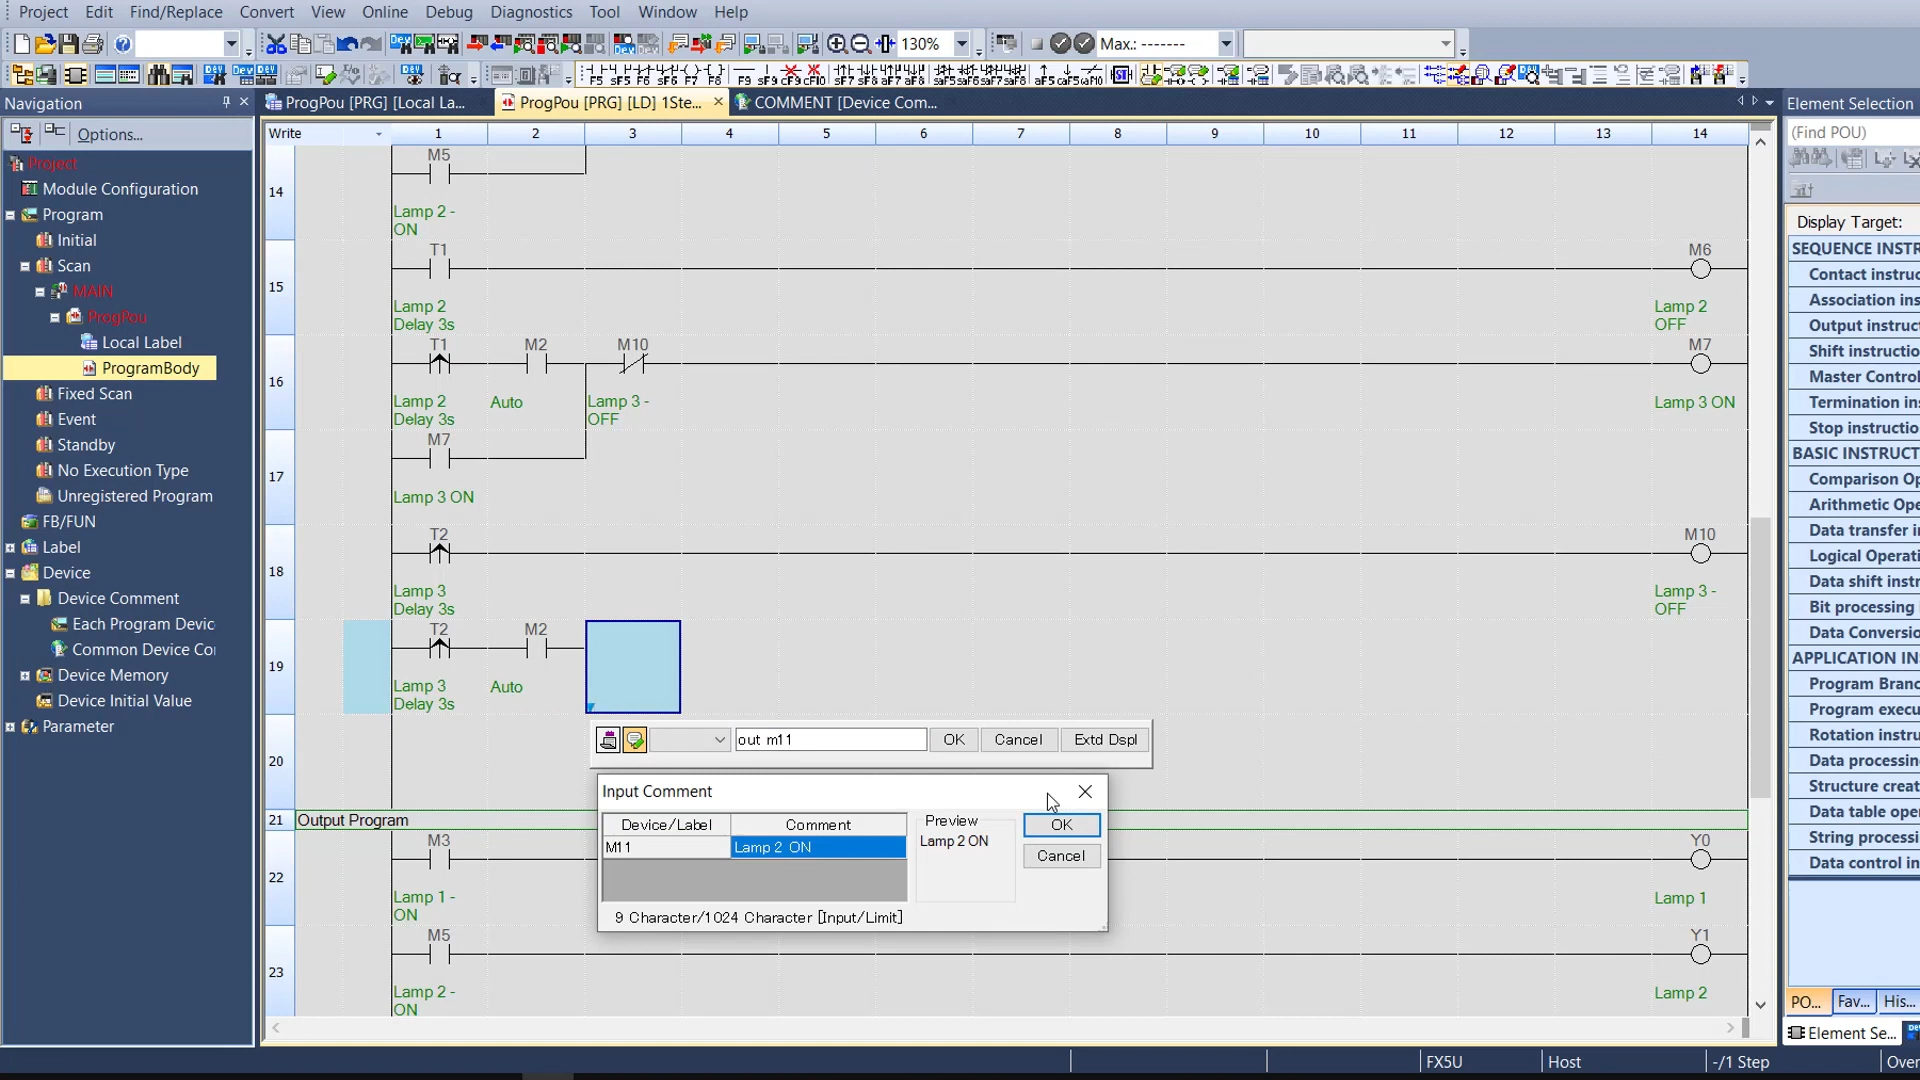 Project Edit Find/Replace Convert View Online Debug Diagnostics Tool Window Help
130% Max.: -------
Navigation
Options...
Project
Module Configuration
Program
Initial
Scan
MAIN
ProgPou
Local Label
ProgramBody
Fixed Scan
Event
Standby
No Execution Type
Unregistered Program
FB/FUN
Label
Device
Device Comment
Each Program Devic
Common Device Co
Device Memory
Device Initial Value
Parameter
ProgPou [PRG] [Local La...
ProgPou [PRG] [LD] 1Ste...
COMMENT [Device Com...
Write 1 2 3 4 5 6 7 8 9 10 11 12 13 14
14
M5
Lamp 2 -
ON
15
T1 M6
Lamp 2
Delay 3s
Lamp 2
OFF
16
T1 M2 M10 M7
Lamp 2
Delay 3s
Auto
Lamp 3 -
OFF
Lamp 3 ON
17
M7
Lamp 3 ON
18
T2 M10
Lamp 3
Delay 3s
Lamp 3 -
OFF
19
T2 M2
Lamp 3
Delay 3s
Auto
20
out m11 OK Cancel Extd Dspl
Input Comment
Device/Label Comment
M11 Lamp 2 ON
Preview
Lamp 2 ON
OK
Cancel
9 Character/1024 Character [Input/Limit]
21 Output Program
22
M3 Y0
Lamp 1 -
ON
Lamp 1
23
M5 Y1
Lamp 2 -
ON
Lamp 2
Element Selection
(Find POU)
Display Target:
SEQUENCE INSTR
Contact instruc
Association ins
Output instruct
Shift instructio
Master Control
Termination ins
Stop instructio
BASIC INSTRUCT
Comparison Op
Arithmetic Ope
Data transfer in
Logical Operati
Data shift instr
Bit processing
Data Conversio
APPLICATION IN
Program Branc
Program execu
Rotation instru
Data processin
Structure creat
Data table oper
String processi
Data control in
PO... Fav... His...
Element Se...
FX5U Host -/1 Step Over